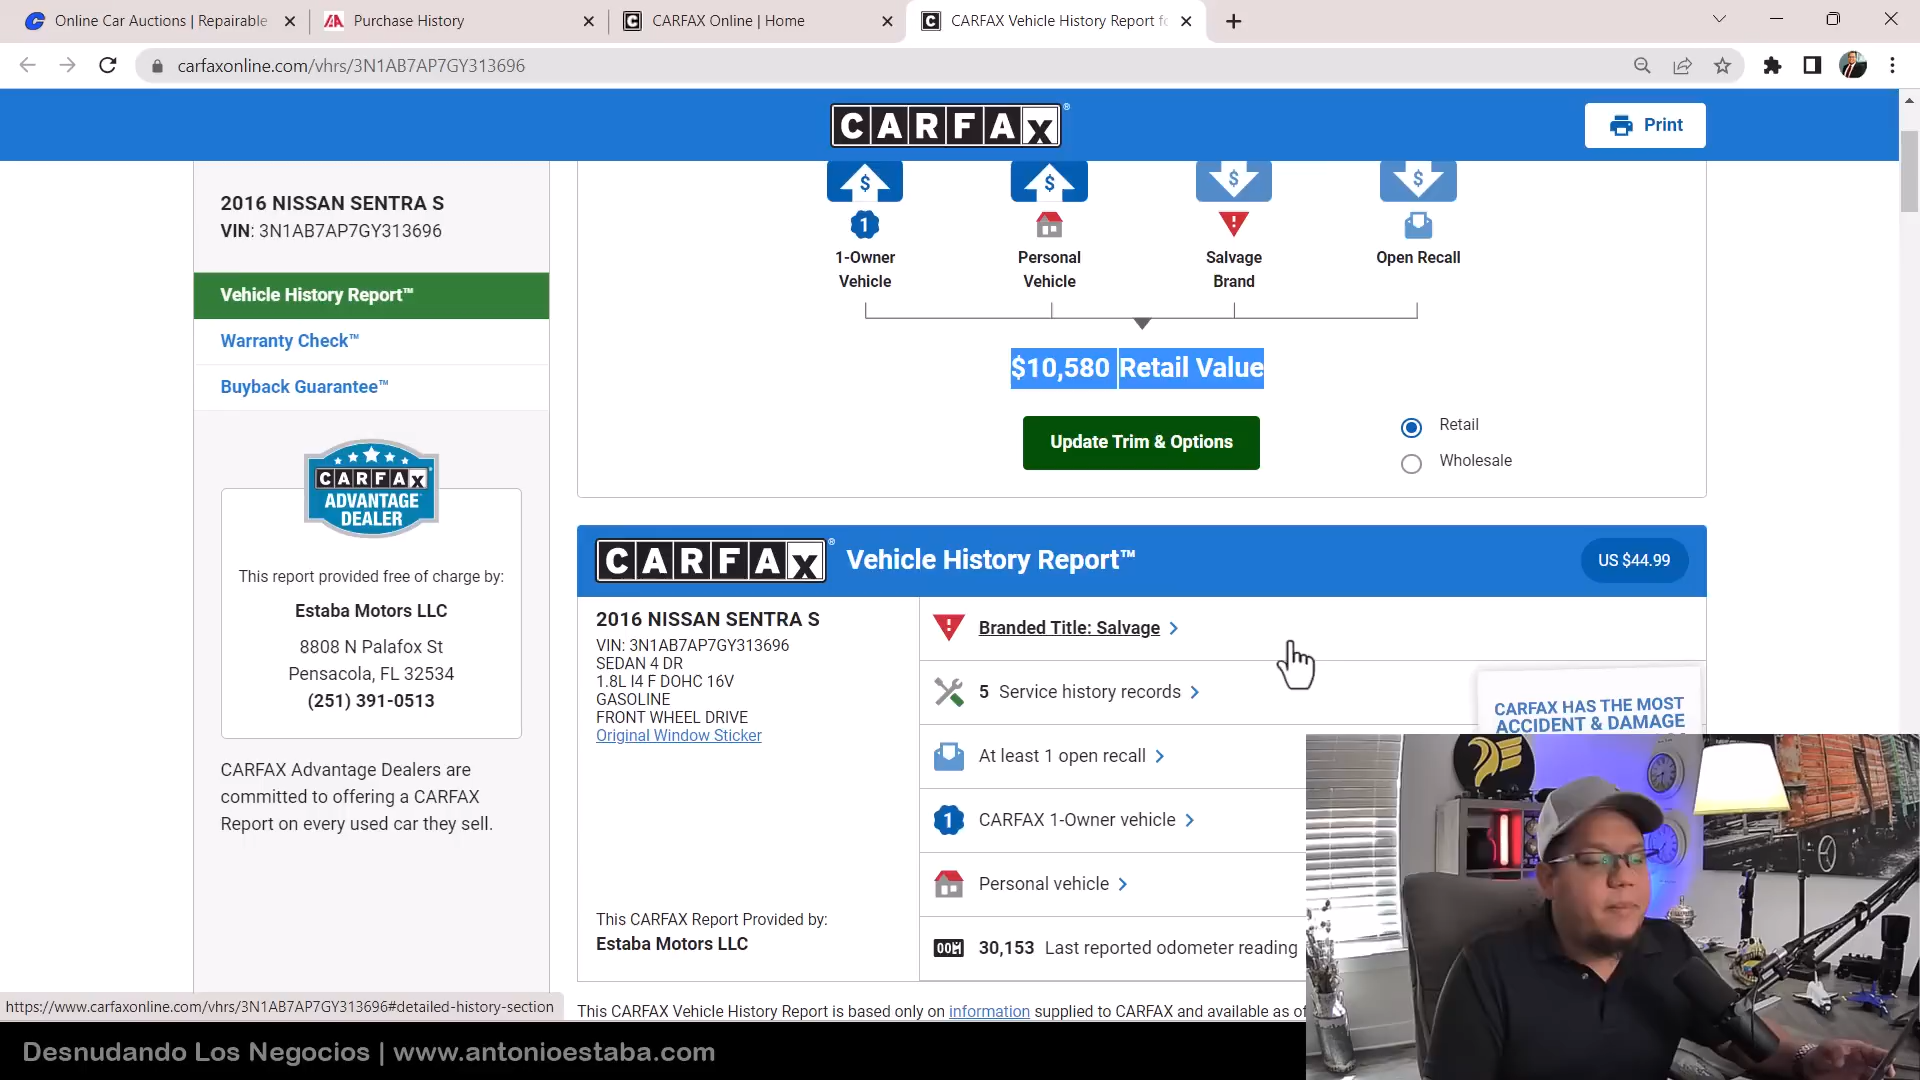 Online Car Auctions | Repairable
Purchase History
CARFAX Online | Home
CARFAX Vehicle History Report fo
carfaxonline.com/vhrs/3N1AB7AP7GY313696
CARFAX
Print
2016 NISSAN SENTRA S
VIN: 3N1AB7AP7GY313696
Vehicle History Report™
Warranty Check™
Buyback Guarantee™
CARFAX
ADVANTAGE
DEALER
This report provided free of charge by:
Estaba Motors LLC
8808 N Palafox St
Pensacola, FL 32534
(251) 391-0513
CARFAX Advantage Dealers are
committed to offering a CARFAX
Report on every used car they sell.
$ $ $ $
1
1-Owner
Vehicle
Personal
Vehicle
Salvage
Brand
Open Recall
$10,580 Retail Value
Update Trim & Options
Retail
Wholesale
CARFAX® Vehicle History Report™
US $44.99
2016 NISSAN SENTRA S
VIN: 3N1AB7AP7GY313696
SEDAN 4 DR
1.8L I4 F DOHC 16V
GASOLINE
FRONT WHEEL DRIVE
Original Window Sticker
This CARFAX Report Provided by:
Estaba Motors LLC
Branded Title: Salvage
5 Service history records
At least 1 open recall
1 CARFAX 1-Owner vehicle
Personal vehicle
30,153 Last reported odometer reading
CARFAX HAS THE MOST
ACCIDENT & DAMAGE
https://www.carfaxonline.com/vhrs/3N1AB7AP7GY313696#detailed-history-section
This CARFAX Vehicle History Report is based only on information supplied to CARFAX and available as of
Desnudando Los Negocios | www.antonioestaba.com